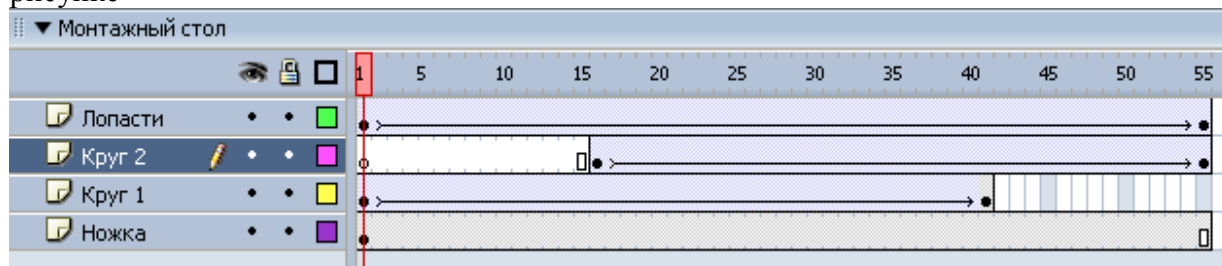 рисунке
Монтажный стол
1 5 10 15 20 25 30 35 40 45 50 55
Лопасти
Круг 2
Круг 1
Ножка